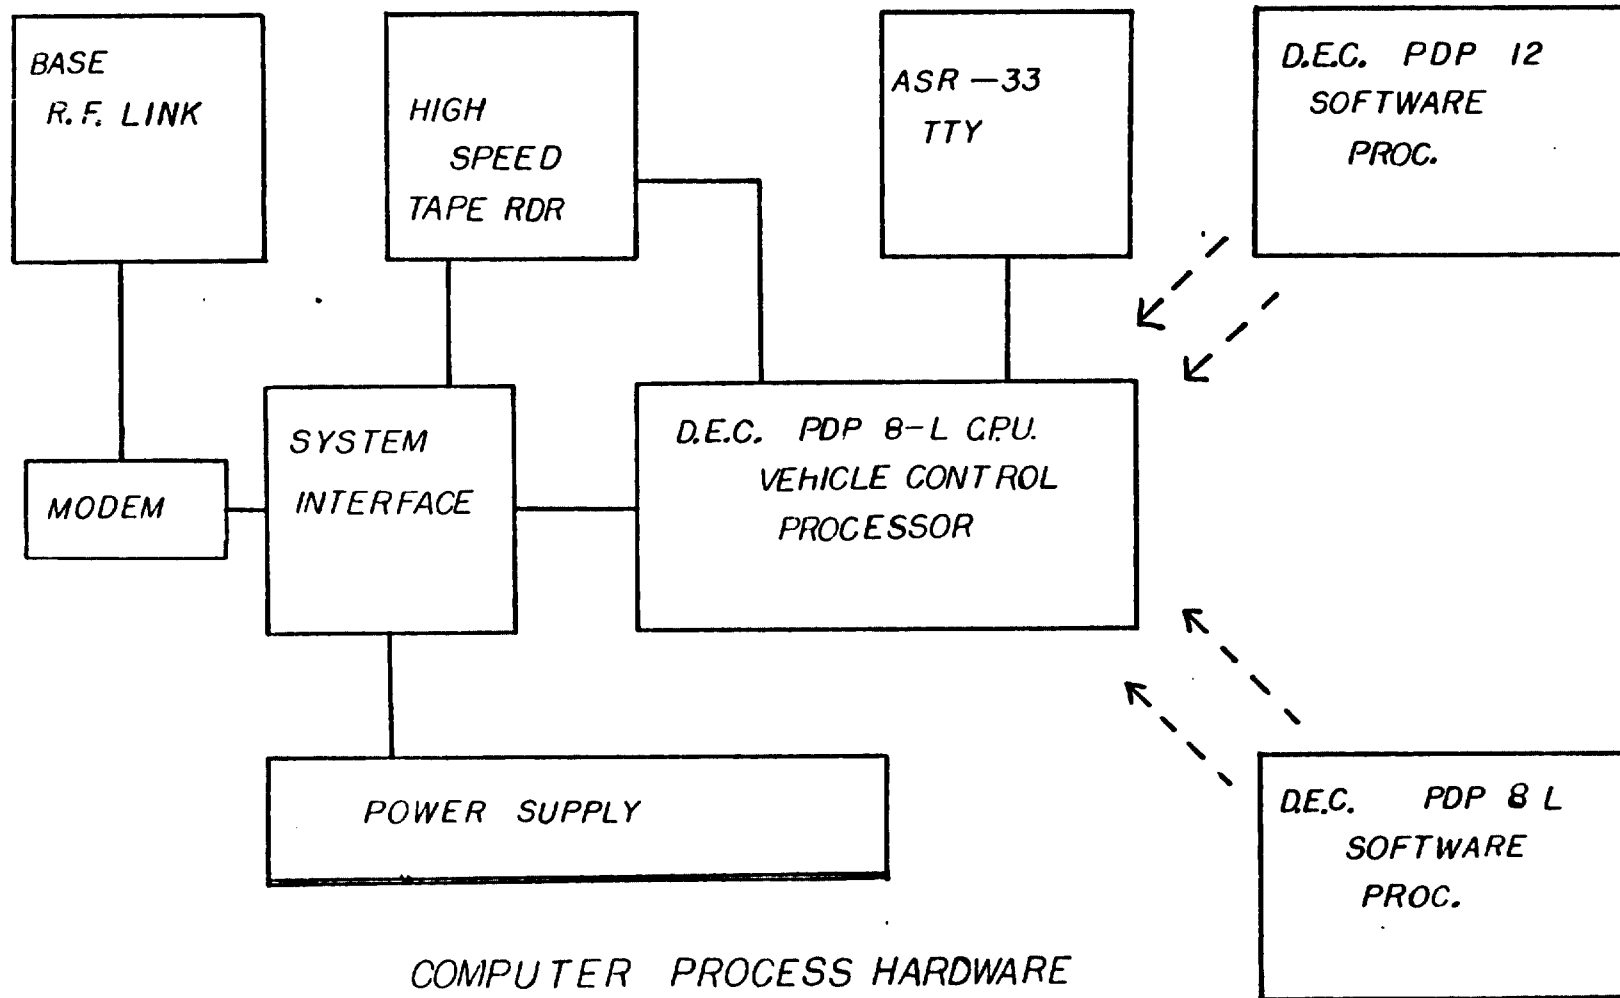 BASE
R.F. LINK
HIGH
SPEED
TAPE RDR
ASR-33
TTY
D.E.C. PDP 12
SOFTWARE
PROC.
MODEM
SYSTEM
INTERFACE
D.E.C. PDP 8-L C.P.U.
VEHICLE CONTROL
PROCESSOR
POWER SUPPLY
D.E.C. PDP 8 L
SOFTWARE
PROC.
COMPUTER PROCESS HARDWARE